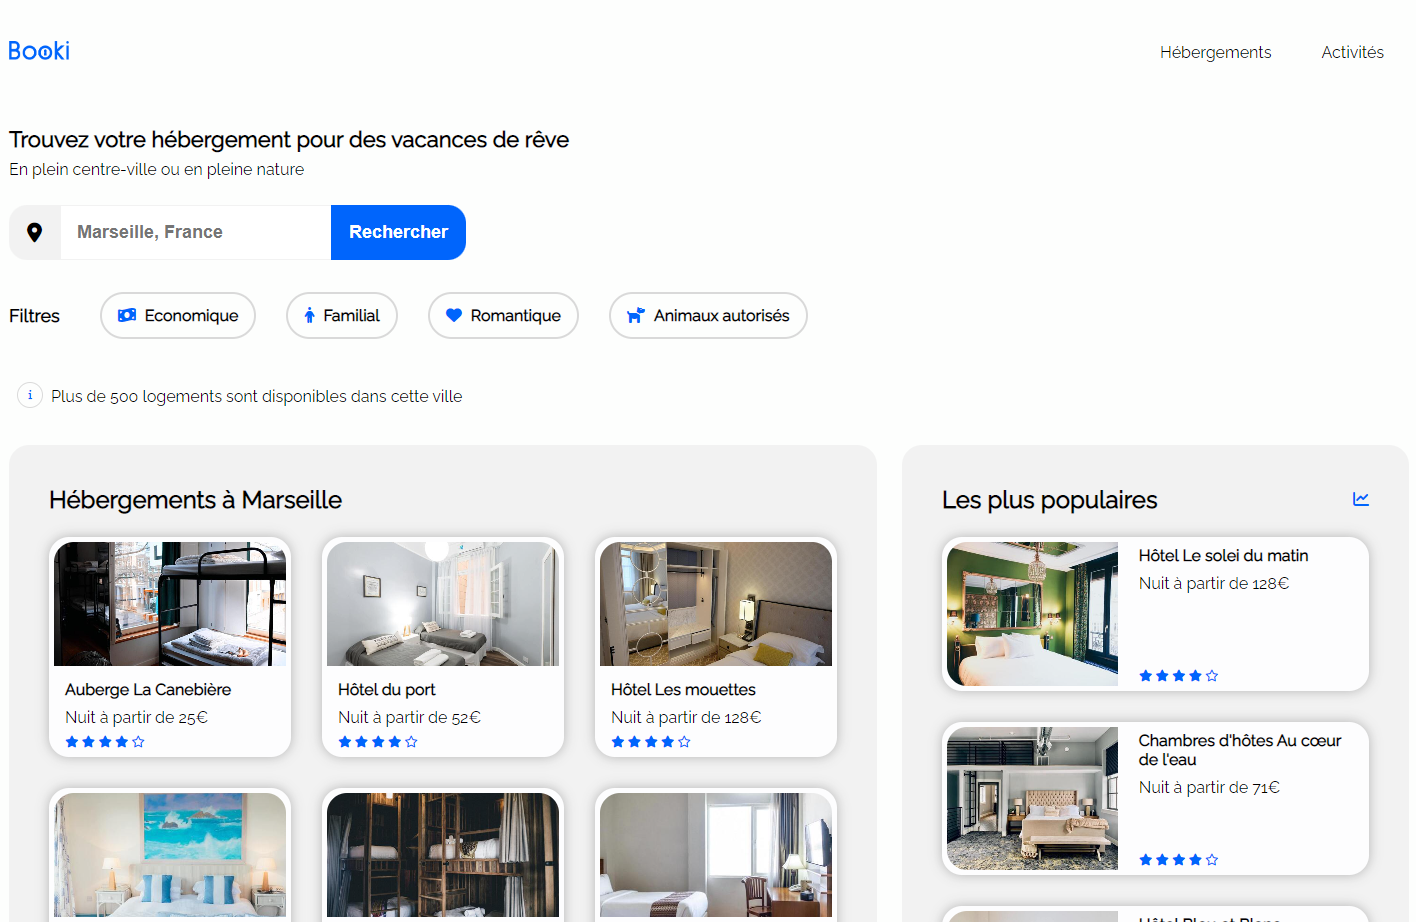 Booki
Hébergements
Activités
Trouvez votre hébergement pour des vacances de rêve
En plein centre-ville ou en pleine nature
Marseille, France
Rechercher
Filtres
Economique
Familial
Romantique
Animaux autorisés
i
Plus de 500 logements sont disponibles dans cette ville
Hébergements à Marseille
Auberge La Canebière
Nuit à partir de 25€
Hôtel du port
Nuit à partir de 52€
Hôtel Les mouettes
Nuit à partir de 128€
Les plus populaires
Hôtel Le solei du matin
Nuit à partir de 128€
Chambres d'hôtes Au cœur
de l'eau
Nuit à partir de 71€
Hôtel Bleu et Blanc